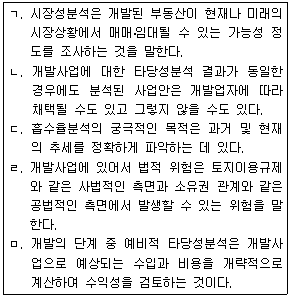 ㄱ. 시장성분석은 개발된 부동산이 현재나 미래의
시장상황에서 매매·임대될 수 있는 가능성 정
도를 조사하는 것을 말한다.
ㄴ. 개발사업에 대한 타당성분석 결과가 동일한
경우에도 분석된 사업안은 개발업자에 따라
채택될 수도 있고 그렇지 않을 수도 있다.
ㄷ. 흡수율분석의 궁극적인 목적은 과거 및 현재
의 추세를 정확하게 파악하는 데 있다.
ㄹ. 개발사업에 있어서 법적 위험은 토지이용규제
와 같은 사법적인 측면과 소유권 관계와 같은
공법적인 측면에서 발생할 수 있는 위험을 말
한다.
ㅁ. 개발의 단계 중 예비적 타당성분석은 개발사
업으로 예상되는 수입과 비용을 개략적으로
계산하여 수익성을 검토하는 것이다.